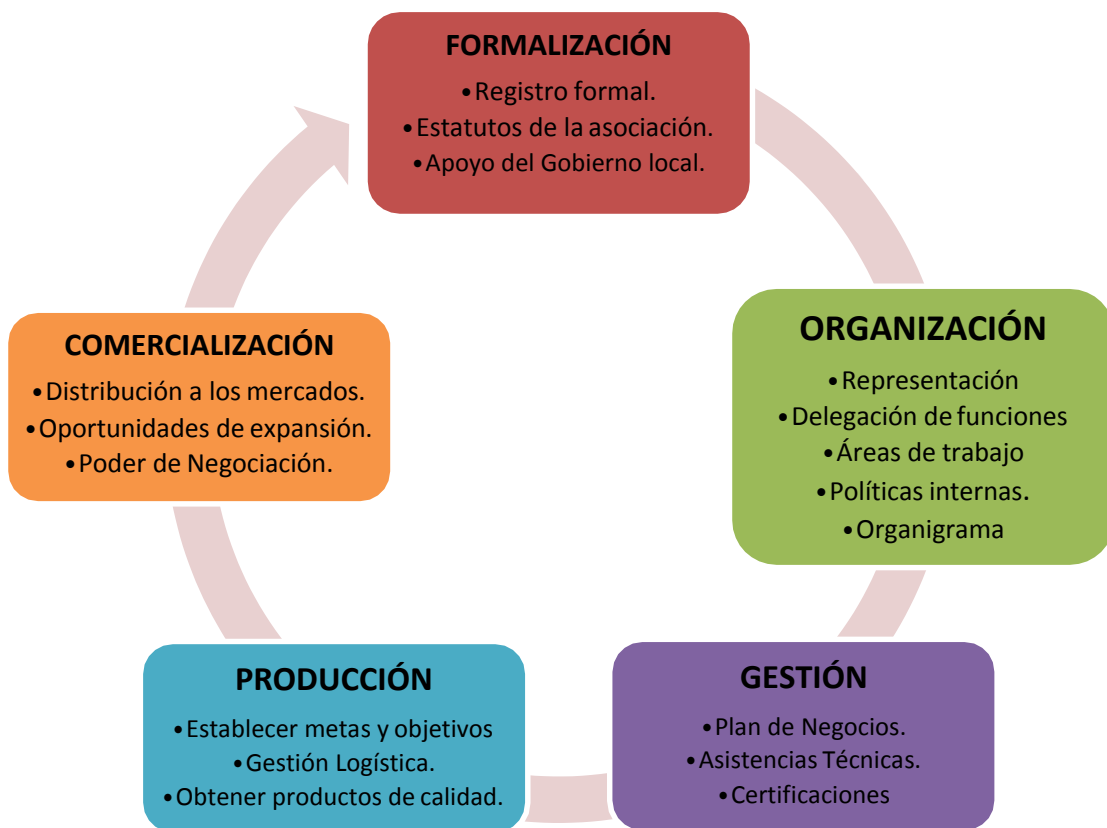 FORMALIZACIÓN
•Registro formal.
•Estatutos de la asociación.
•Apoyo del Gobierno local.
ORGANIZACIÓN
•Representación
•Delegación de funciones
•Áreas de trabajo
•Políticas internas.
•Organigrama
GESTIÓN
•Plan de Negocios.
•Asistencias Técnicas.
•Certificaciones
PRODUCCIÓN
•Establecer metas y objetivos
•Gestión Logística.
•Obtener productos de calidad.
COMERCIALIZACIÓN
•Distribución a los mercados.
•Oportunidades de expansión.
•Poder de Negociación.